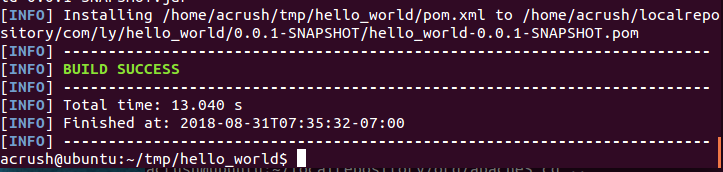 [INFO] Installing /home/acrush/tmp/hello_world/pom.xml to /home/acrush/localrepo
sitory/com/ly/hello_world/0.0.1-SNAPSHOT/hello_world-0.0.1-SNAPSHOT.pom
[INFO] ------------------------------------------------------------------------
[INFO] BUILD SUCCESS
[INFO] ------------------------------------------------------------------------
[INFO] Total time: 13.040 s
[INFO] Finished at: 2018-08-31T07:35:32-07:00
[INFO] ------------------------------------------------------------------------
acrush@ubuntu:~/tmp/hello_world$